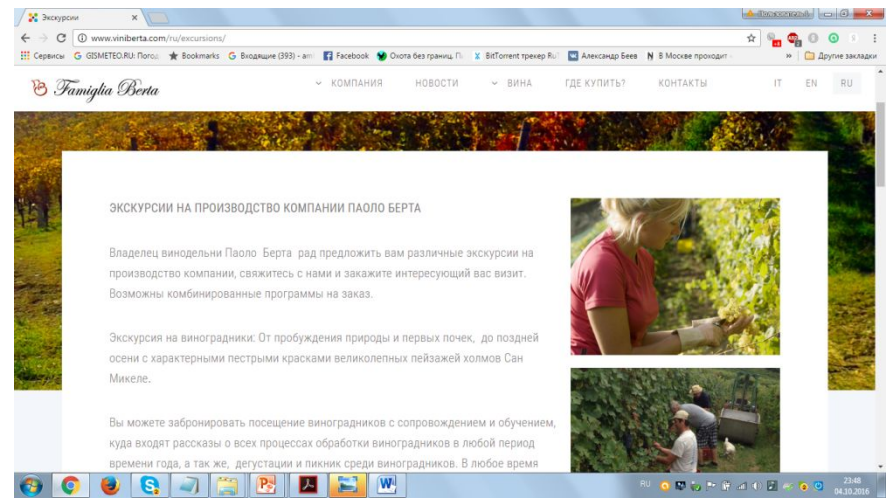 Экскурсии
www.viniberta.com/ru/excursions/
Сервисы GISMETEO.RU: Погод Bookmarks Входящие (393) - am Facebook Охота без границ. П BitTorrent трекер Ru Александр Беев В Москве проходит Другие закладки
Famiglia Berta КОМПАНИЯ НОВОСТИ ВИНА ГДЕ КУПИТЬ? КОНТАКТЫ IT EN RU
ЭКСКУРСИИ НА ПРОИЗВОДСТВО КОМПАНИИ ПАОЛО БЕРТА
Владелец винодельни Паоло Берта рад предложить вам различные экскурсии на
производство компании, свяжитесь с нами и закажите интересующий вас визит.
Возможны комбинированные программы на заказ.
Экскурсия на виноградники: От пробуждения природы и первых почек, до поздней
осени с характерными пестрыми красками великолепных пейзажей холмов Сан
Микеле.
Вы можете забронировать посещение виноградников с сопровождением и обучением,
куда входят рассказы о всех процессах обработки виноградников в любой период
времени года, а так же, дегустации и пикник среди виноградников. В любое время
RU 23:48
04.10.2016